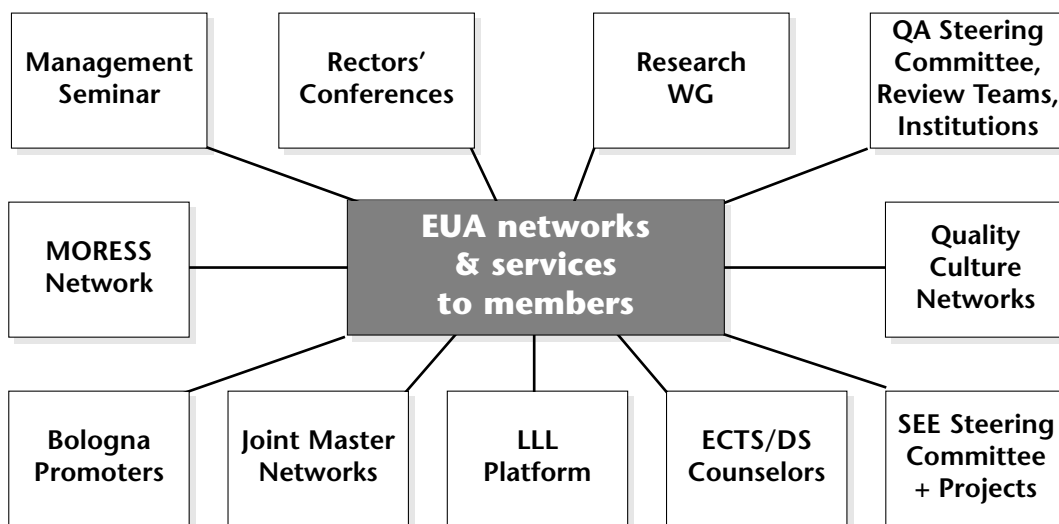 Management
Seminar
Rectors’
Conferences
Research
WG
QA Steering
Committee,
Review Teams,
Institutions
MORESS
Network
EUA networks
& services
to members
Quality
Culture
Networks
Bologna
Promoters
Joint Master
Networks
LLL
Platform
ECTS/DS
Counselors
SEE Steering
Committee
+ Projects